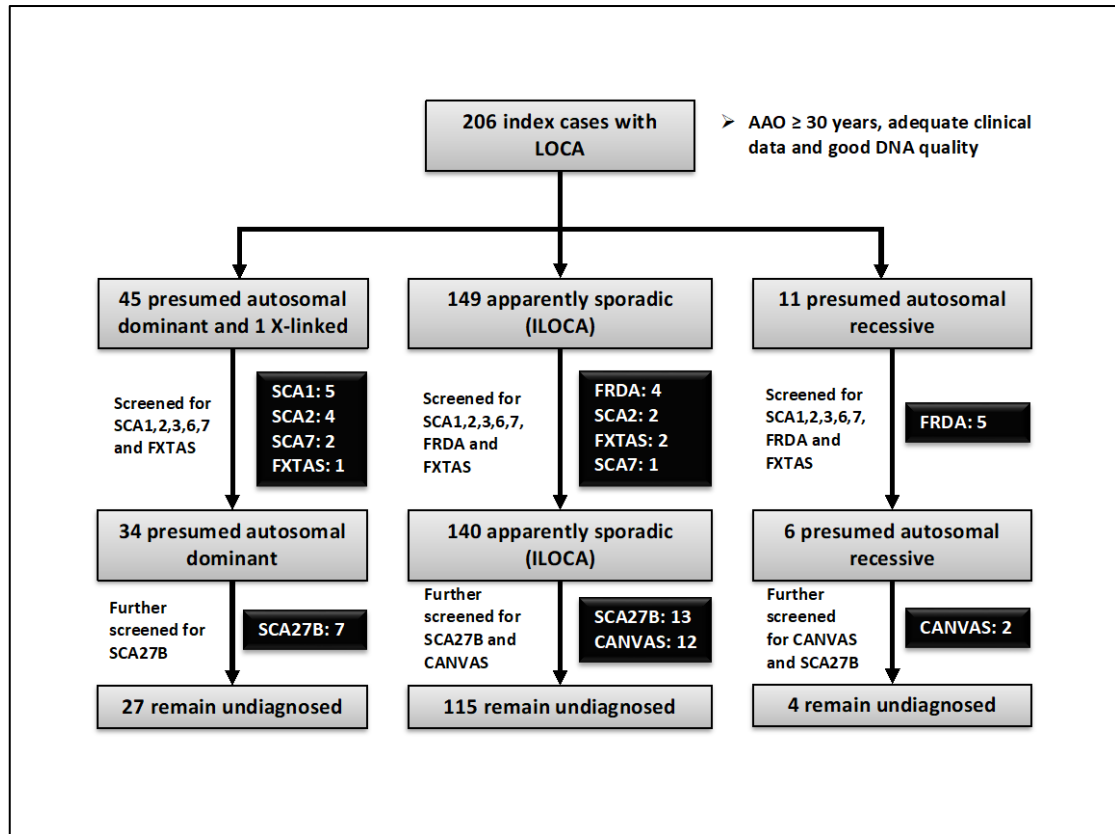 206 index cases with
LOCA
➢ AAO ≥ 30 years, adequate clinical
data and good DNA quality
45 presumed autosomal
dominant and 1 X-linked
149 apparently sporadic
(ILOCA)
11 presumed autosomal
recessive
Screened for
SCA1,2,3,6,7
and FXTAS
SCA1: 5
SCA2: 4
SCA7: 2
FXTAS: 1
Screened for
SCA1,2,3,6,7,
FRDA and
FXTAS
FRDA: 4
SCA2: 2
FXTAS: 2
SCA7: 1
Screened for
SCA1,2,3,6,7,
FRDA and
FXTAS
FRDA: 5
34 presumed autosomal
dominant
140 apparently sporadic
(ILOCA)
6 presumed autosomal
recessive
Further
screened for
SCA27B
SCA27B: 7
Further
screened for
SCA27B and
CANVAS
SCA27B: 13
CANVAS: 12
Further
screened
for CANVAS
and SCA27B
CANVAS: 2
27 remain undiagnosed
115 remain undiagnosed
4 remain undiagnosed